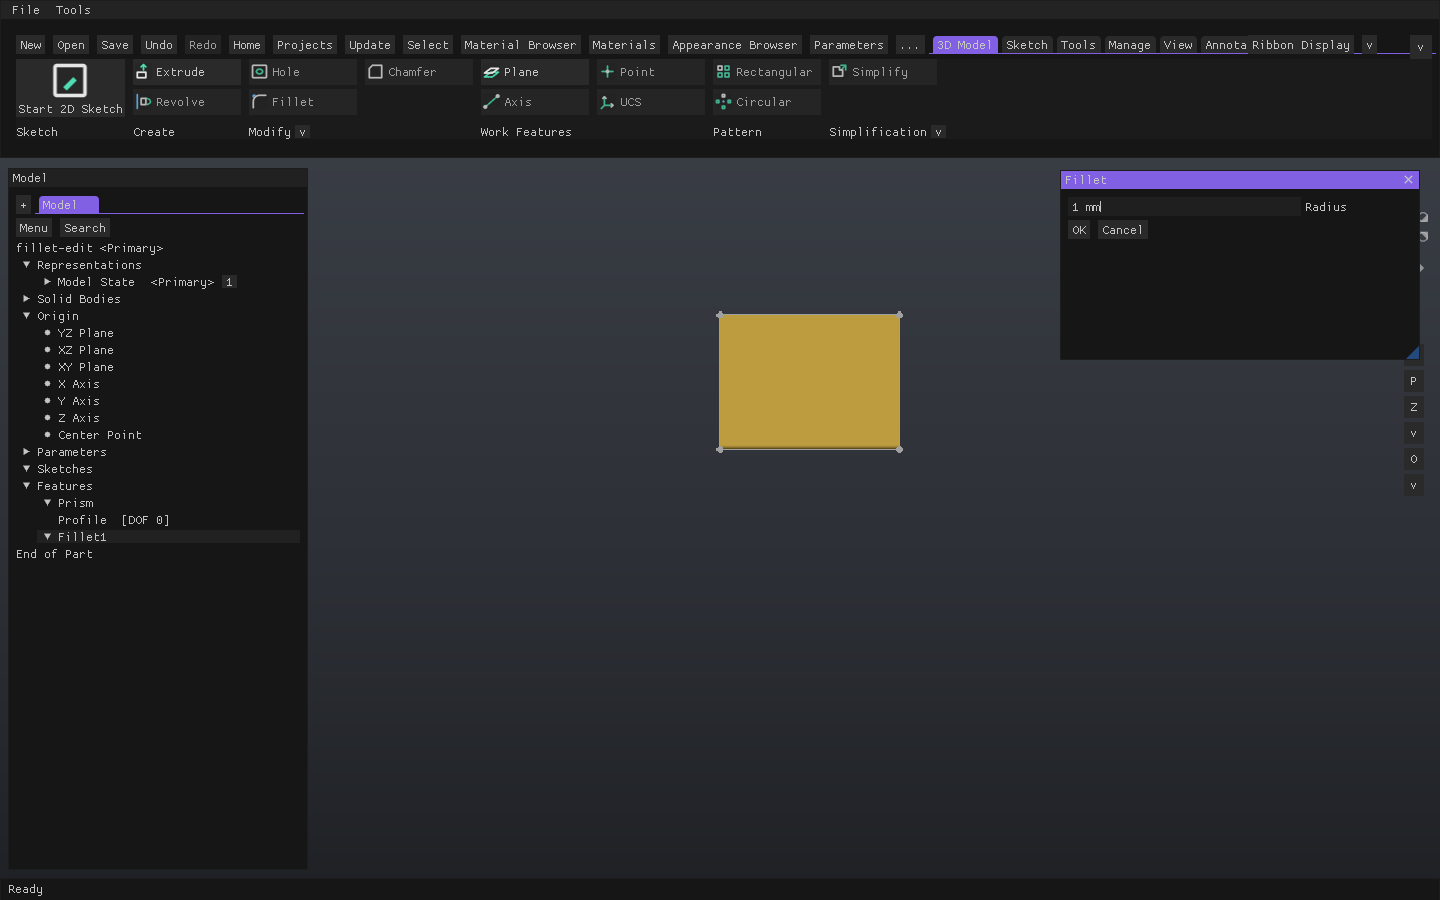 File Tools
New Open Save Undo Redo Home Projects Update Select Material Browser Materials Appearance Browser Parameters ... 3D Model Sketch Tools Manage View Annota Ribbon Display v v
Start 2D Sketch
Extrude Hole Chamfer Plane Point Rectangular Simplify
Revolve Fillet Axis UCS Circular
Sketch Create Modify v Work Features Pattern Simplification v
Model
+ Model
Menu Search
fillet-edit <Primary>
Representations
Model State <Primary> 1
Solid Bodies
Origin
YZ Plane
XZ Plane
XY Plane
X Axis
Y Axis
Z Axis
Center Point
Parameters
Sketches
Features
Prism
Profile [DOF 0]
Fillet1
End of Part
Fillet
1 mm Radius
OK Cancel
P
Z
v
O
v
Ready